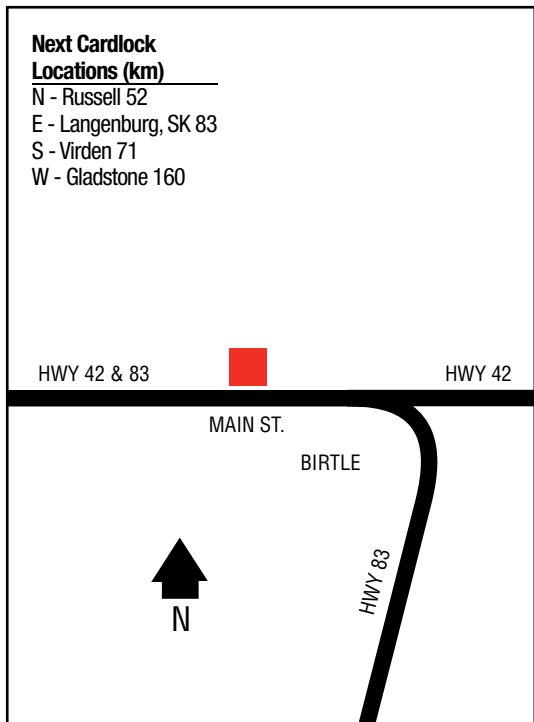 Next Cardlock
Locations (km)
N - Russell 52
E - Langenburg, SK 83
S - Virden 71
W - Gladstone 160
HWY 42 & 83
HWY 42
MAIN ST.
BIRTLE
HWY 83
N